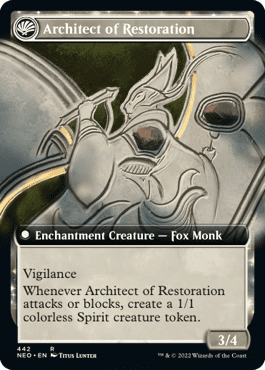 Architect of Restoration
Enchantment Creature — Fox Monk
Vigilance
Whenever Architect of Restoration
attacks or blocks, create a 1/1
colorless Spirit creature token.
3/4
442 R
NEO • EN Titus Lunter
™ & © 2022 Wizards of the Coast